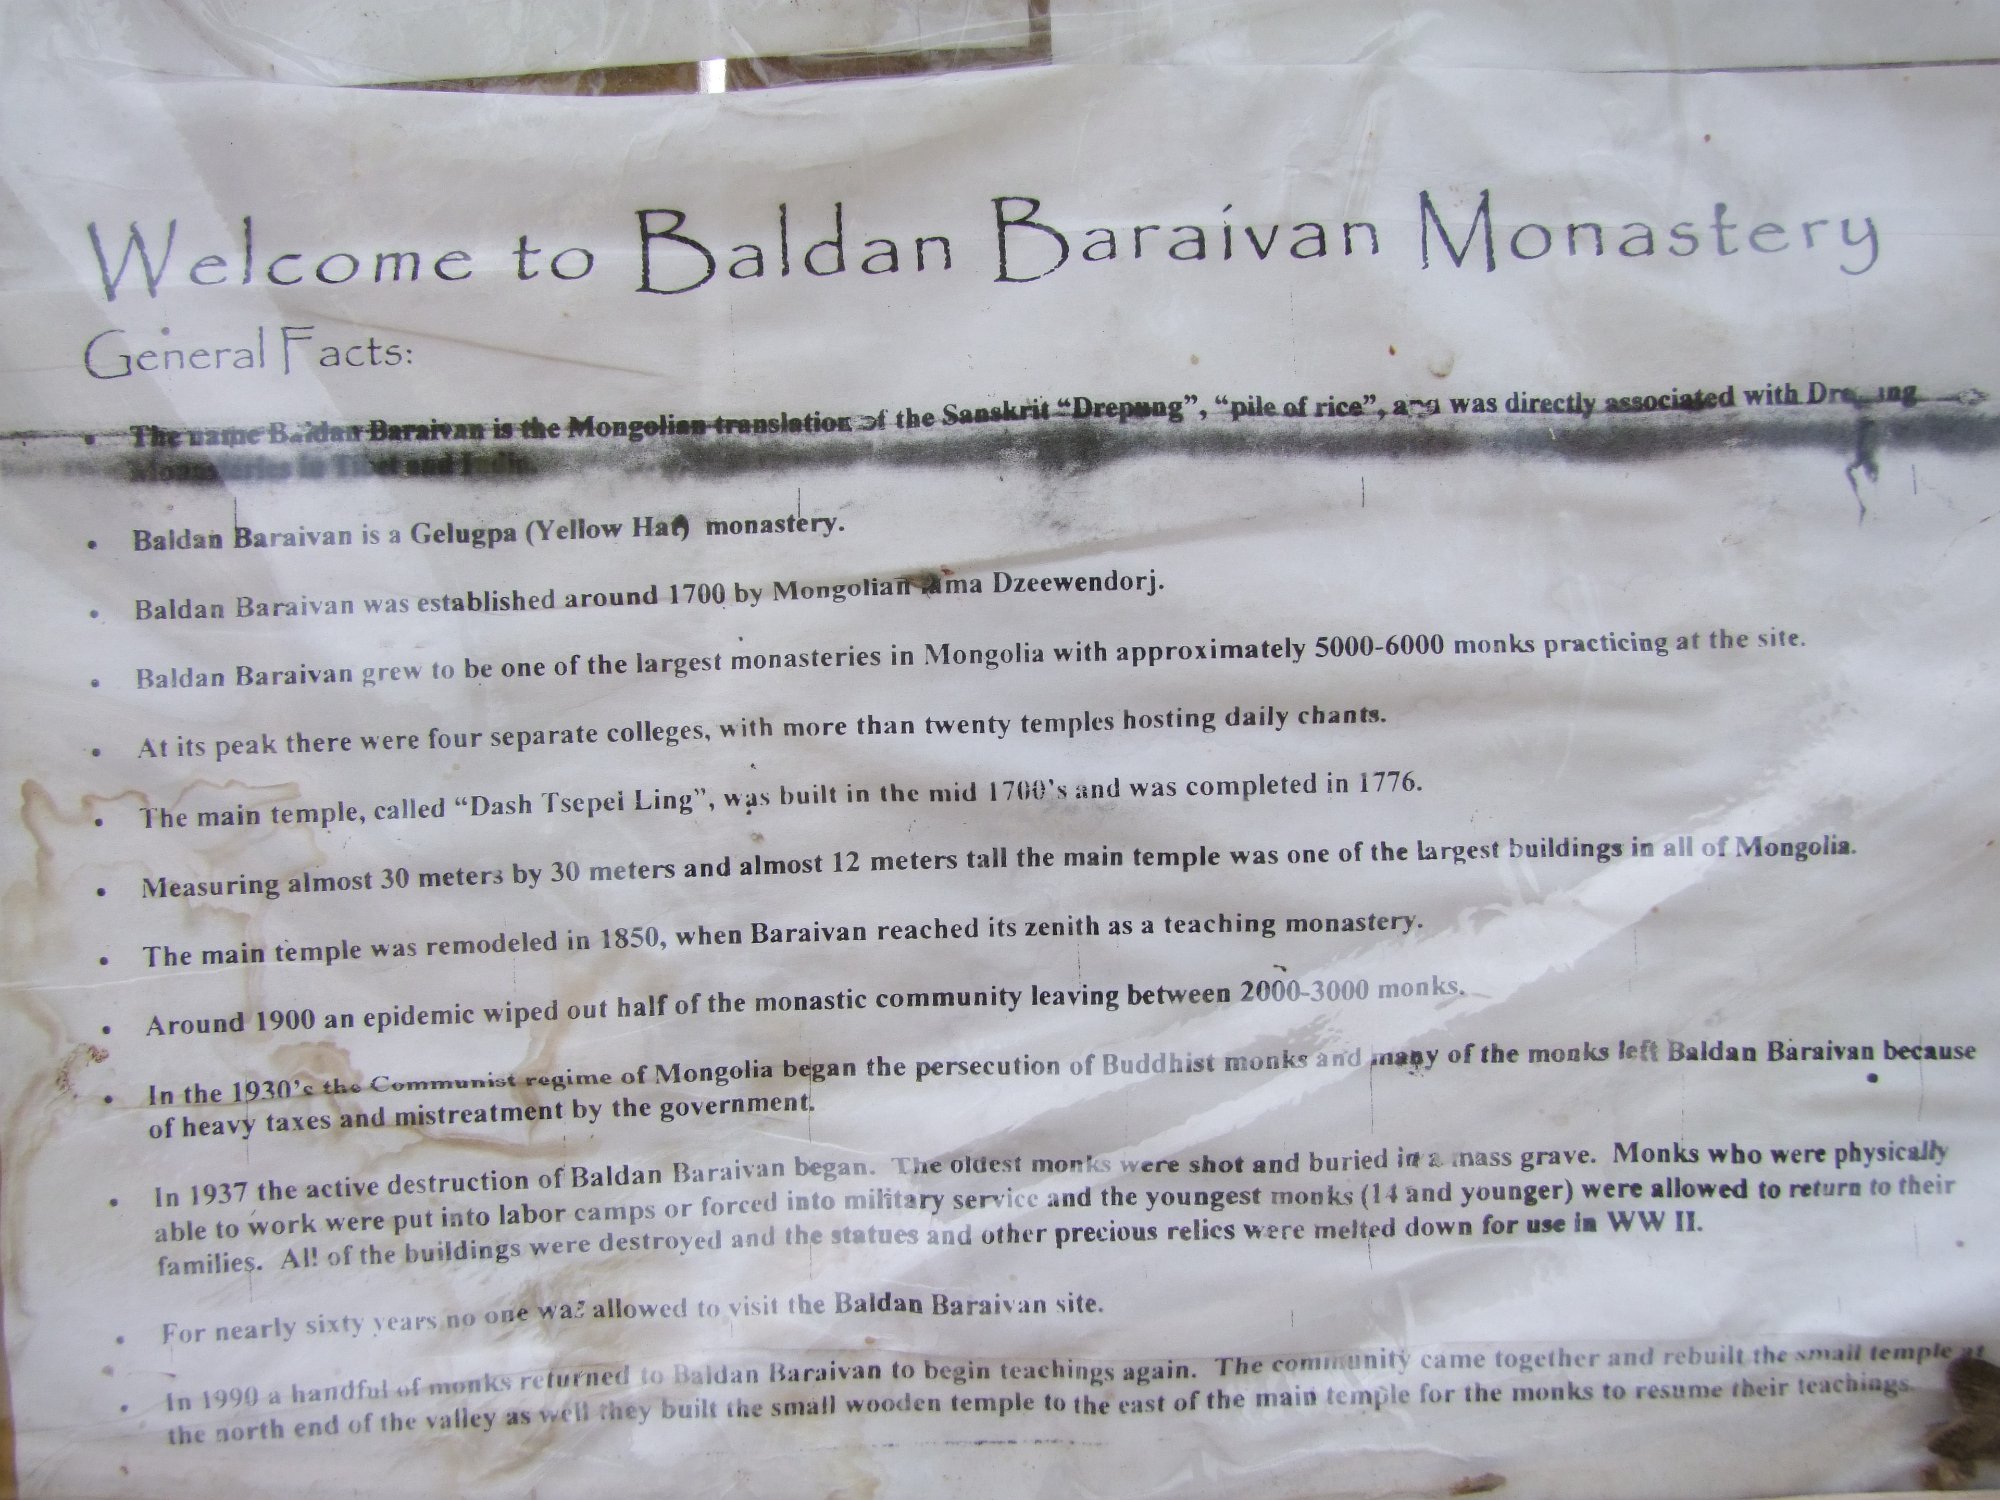 Welcome to Baldan Baraivan Monastery
General Facts:
• The name Baldan Baraivan is the Mongolian translation of the Sanskrit “Drepung”, “pile of rice”, and was directly associated with Drepung
Monasteries in Tibet and India.
• Baldan Baraivan is a Gelugpa (Yellow Hat) monastery.
• Baldan Baraivan was established around 1700 by Mongolian lama Dzeewendorj.
• Baldan Baraivan grew to be one of the largest monasteries in Mongolia with approximately 5000-6000 monks practicing at the site.
• At its peak there were four separate colleges, with more than twenty temples hosting daily chants.
• The main temple, called “Dash Tsepei Ling”, was built in the mid 1700’s and was completed in 1776.
• Measuring almost 30 meters by 30 meters and almost 12 meters tall the main temple was one of the largest buildings in all of Mongolia.
• The main temple was remodeled in 1850, when Baraivan reached its zenith as a teaching monastery.
• Around 1900 an epidemic wiped out half of the monastic community leaving between 2000-3000 monks.
• In the 1930’s the Communist regime of Mongolia began the persecution of Buddhist monks and many of the monks left Baldan Baraivan because
of heavy taxes and mistreatment by the government.
• In 1937 the active destruction of Baldan Baraivan began. The oldest monks were shot and buried in a mass grave. Monks who were physically
able to work were put into labor camps or forced into military service and the youngest monks (14 and younger) were allowed to return to their
families. All of the buildings were destroyed and the statues and other precious relics were melted down for use in WW II.
• For nearly sixty years no one was allowed to visit the Baldan Baraivan site.
• In 1990 a handful of monks returned to Baldan Baraivan to begin teachings again. The community came together and rebuilt the small temple at
the north end of the valley as well they built the small wooden temple to the east of the main temple for the monks to resume their teachings.